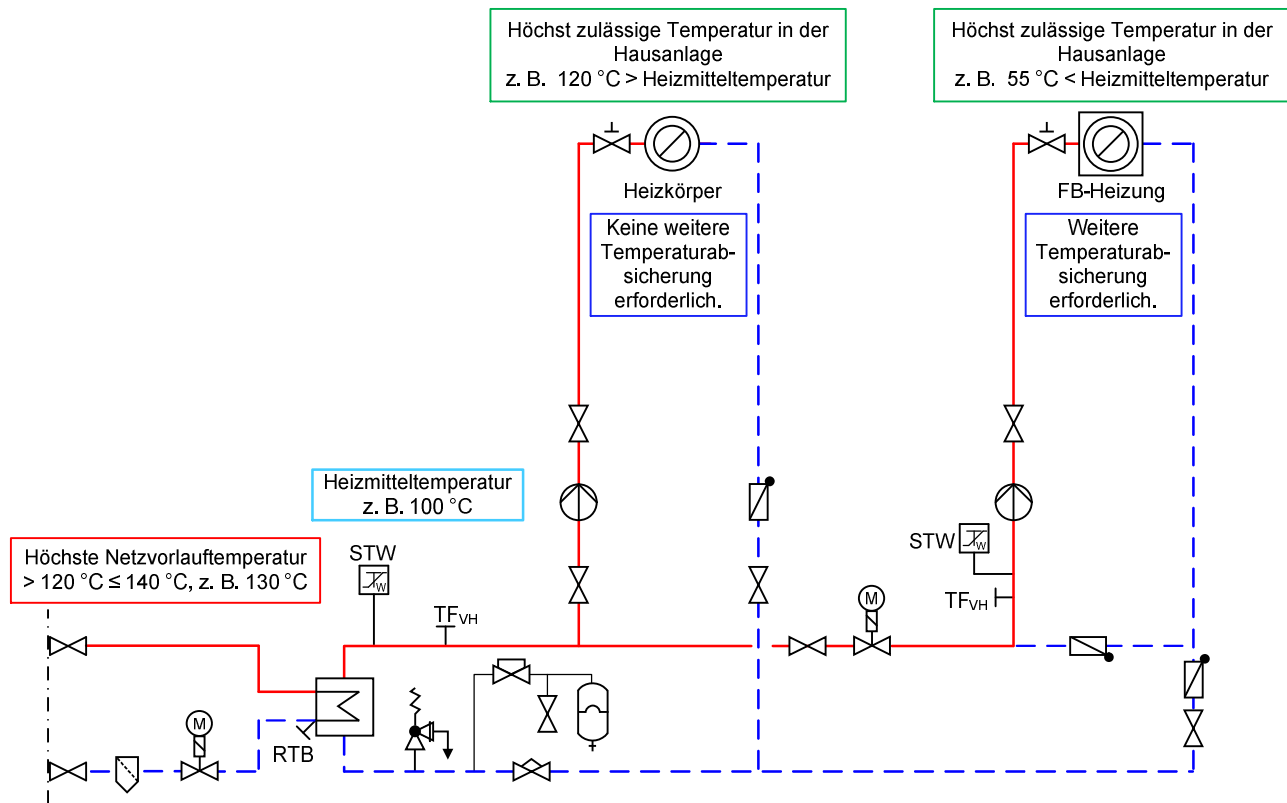 Höchst zulässige Temperatur in der
Hausanlage
z. B. 120 °C > Heizmitteltemperatur
Höchst zulässige Temperatur in der
Hausanlage
z. B. 55 °C < Heizmitteltemperatur
Heizkörper
FB-Heizung
Keine weitere
Temperaturab-
sicherung
erforderlich.
Weitere
Temperaturab-
sicherung
erforderlich.
Heizmitteltemperatur
z. B. 100 °C
Höchste Netzvorlauftemperatur
> 120 °C ≤ 140 °C, z. B. 130 °C
STW
W
STW
W
TFVH
TFVH
M
M
RTB